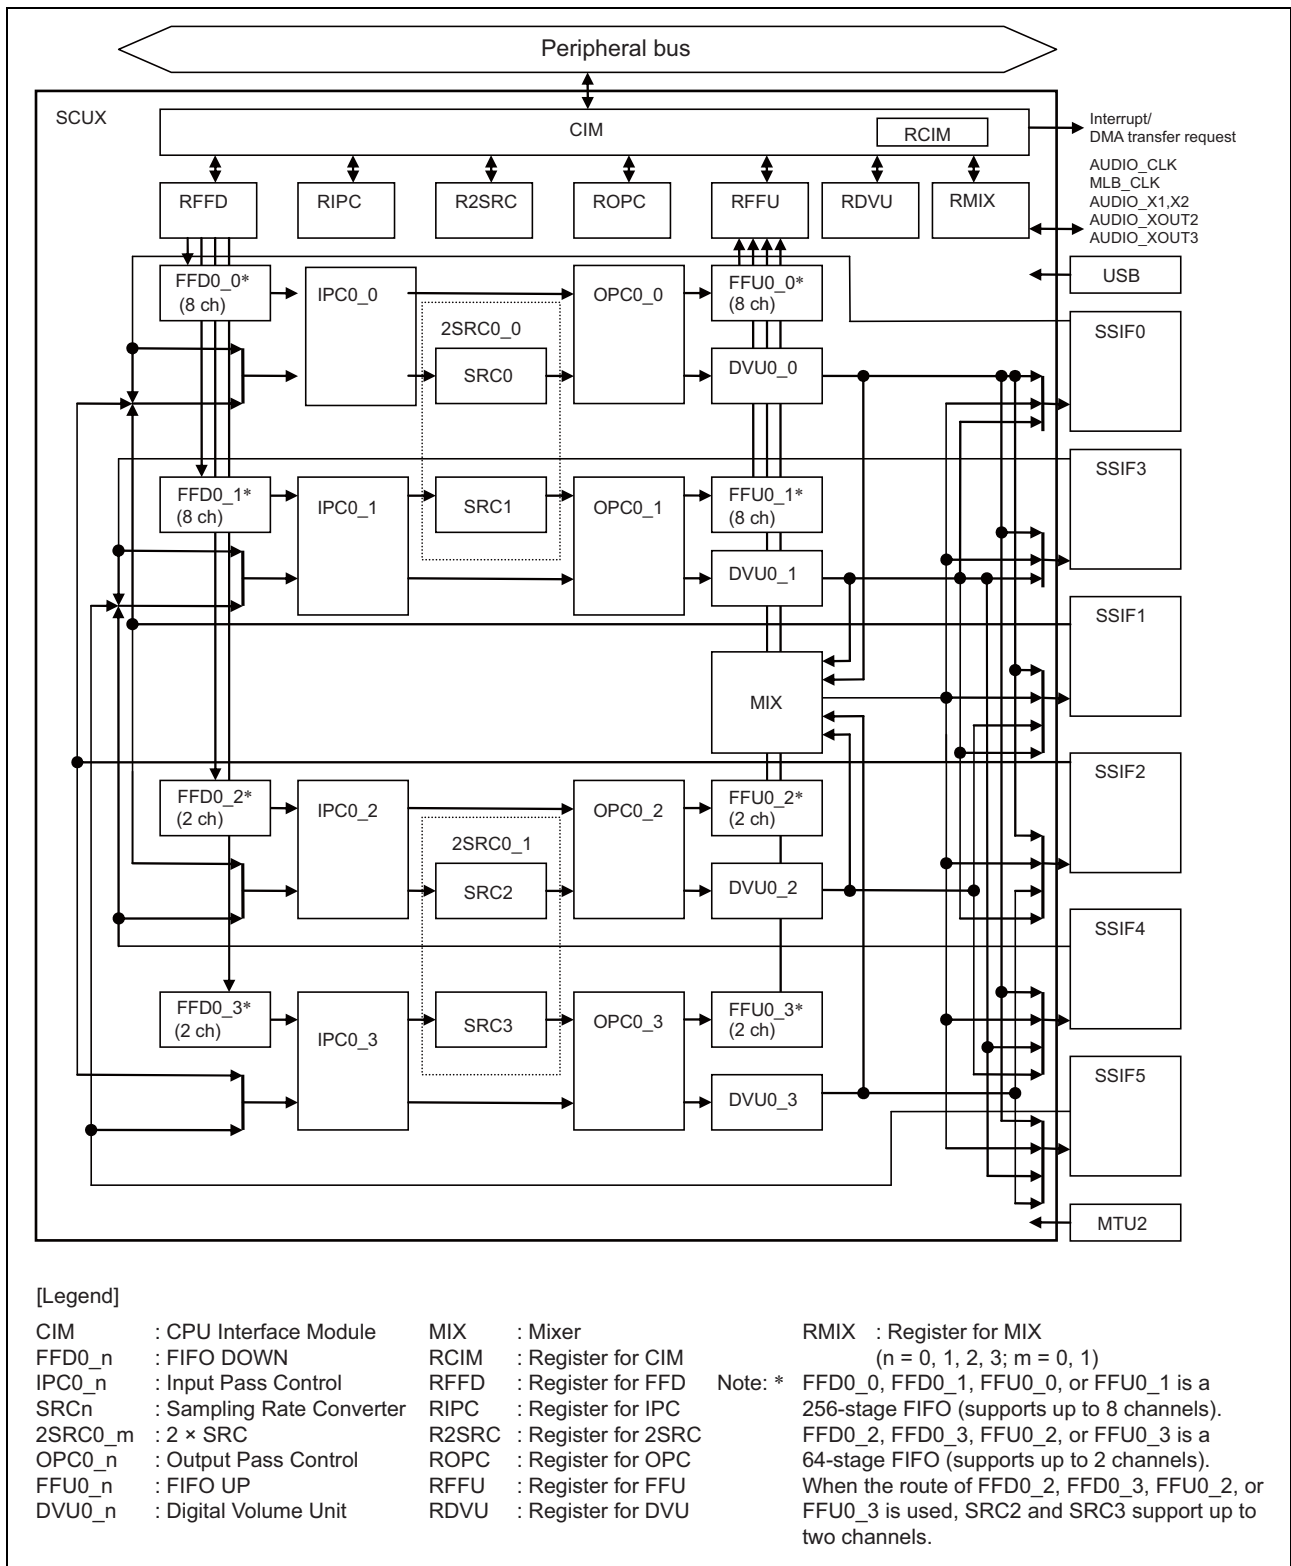 Peripheral bus
SCUX
CIM
RCIM
Interrupt/
DMA transfer request
AUDIO_CLK
MLB_CLK
AUDIO_X1,X2
AUDIO_XOUT2
AUDIO_XOUT3
RFFD
RIPC
R2SRC
ROPC
RFFU
RDVU
RMIX
USB
FFD0_0*
(8 ch)
IPC0_0
2SRC0_0
SRC0
OPC0_0
FFU0_0*
(8 ch)
DVU0_0
SSIF0
FFD0_1*
(8 ch)
IPC0_1
SRC1
OPC0_1
FFU0_1*
(8 ch)
DVU0_1
SSIF3
SSIF1
MIX
SSIF2
FFD0_2*
(2 ch)
IPC0_2
2SRC0_1
SRC2
OPC0_2
FFU0_2*
(2 ch)
DVU0_2
SSIF4
FFD0_3*
(2 ch)
IPC0_3
SRC3
OPC0_3
FFU0_3*
(2 ch)
DVU0_3
SSIF5
MTU2
[Legend]
CIM : CPU Interface Module
FFD0_n : FIFO DOWN
IPC0_n : Input Pass Control
SRCn : Sampling Rate Converter
2SRC0_m : 2 × SRC
OPC0_n : Output Pass Control
FFU0_n : FIFO UP
DVU0_n : Digital Volume Unit
MIX : Mixer
RCIM : Register for CIM
RFFD : Register for FFD
RIPC : Register for IPC
R2SRC : Register for 2SRC
ROPC : Register for OPC
RFFU : Register for FFU
RDVU : Register for DVU
RMIX : Register for MIX
(n = 0, 1, 2, 3; m = 0, 1)
Note: * FFD0_0, FFD0_1, FFU0_0, or FFU0_1 is a
256-stage FIFO (supports up to 8 channels).
FFD0_2, FFD0_3, FFU0_2, or FFU0_3 is a
64-stage FIFO (supports up to 2 channels).
When the route of FFD0_2, FFD0_3, FFU0_2, or
FFU0_3 is used, SRC2 and SRC3 support up to
two channels.